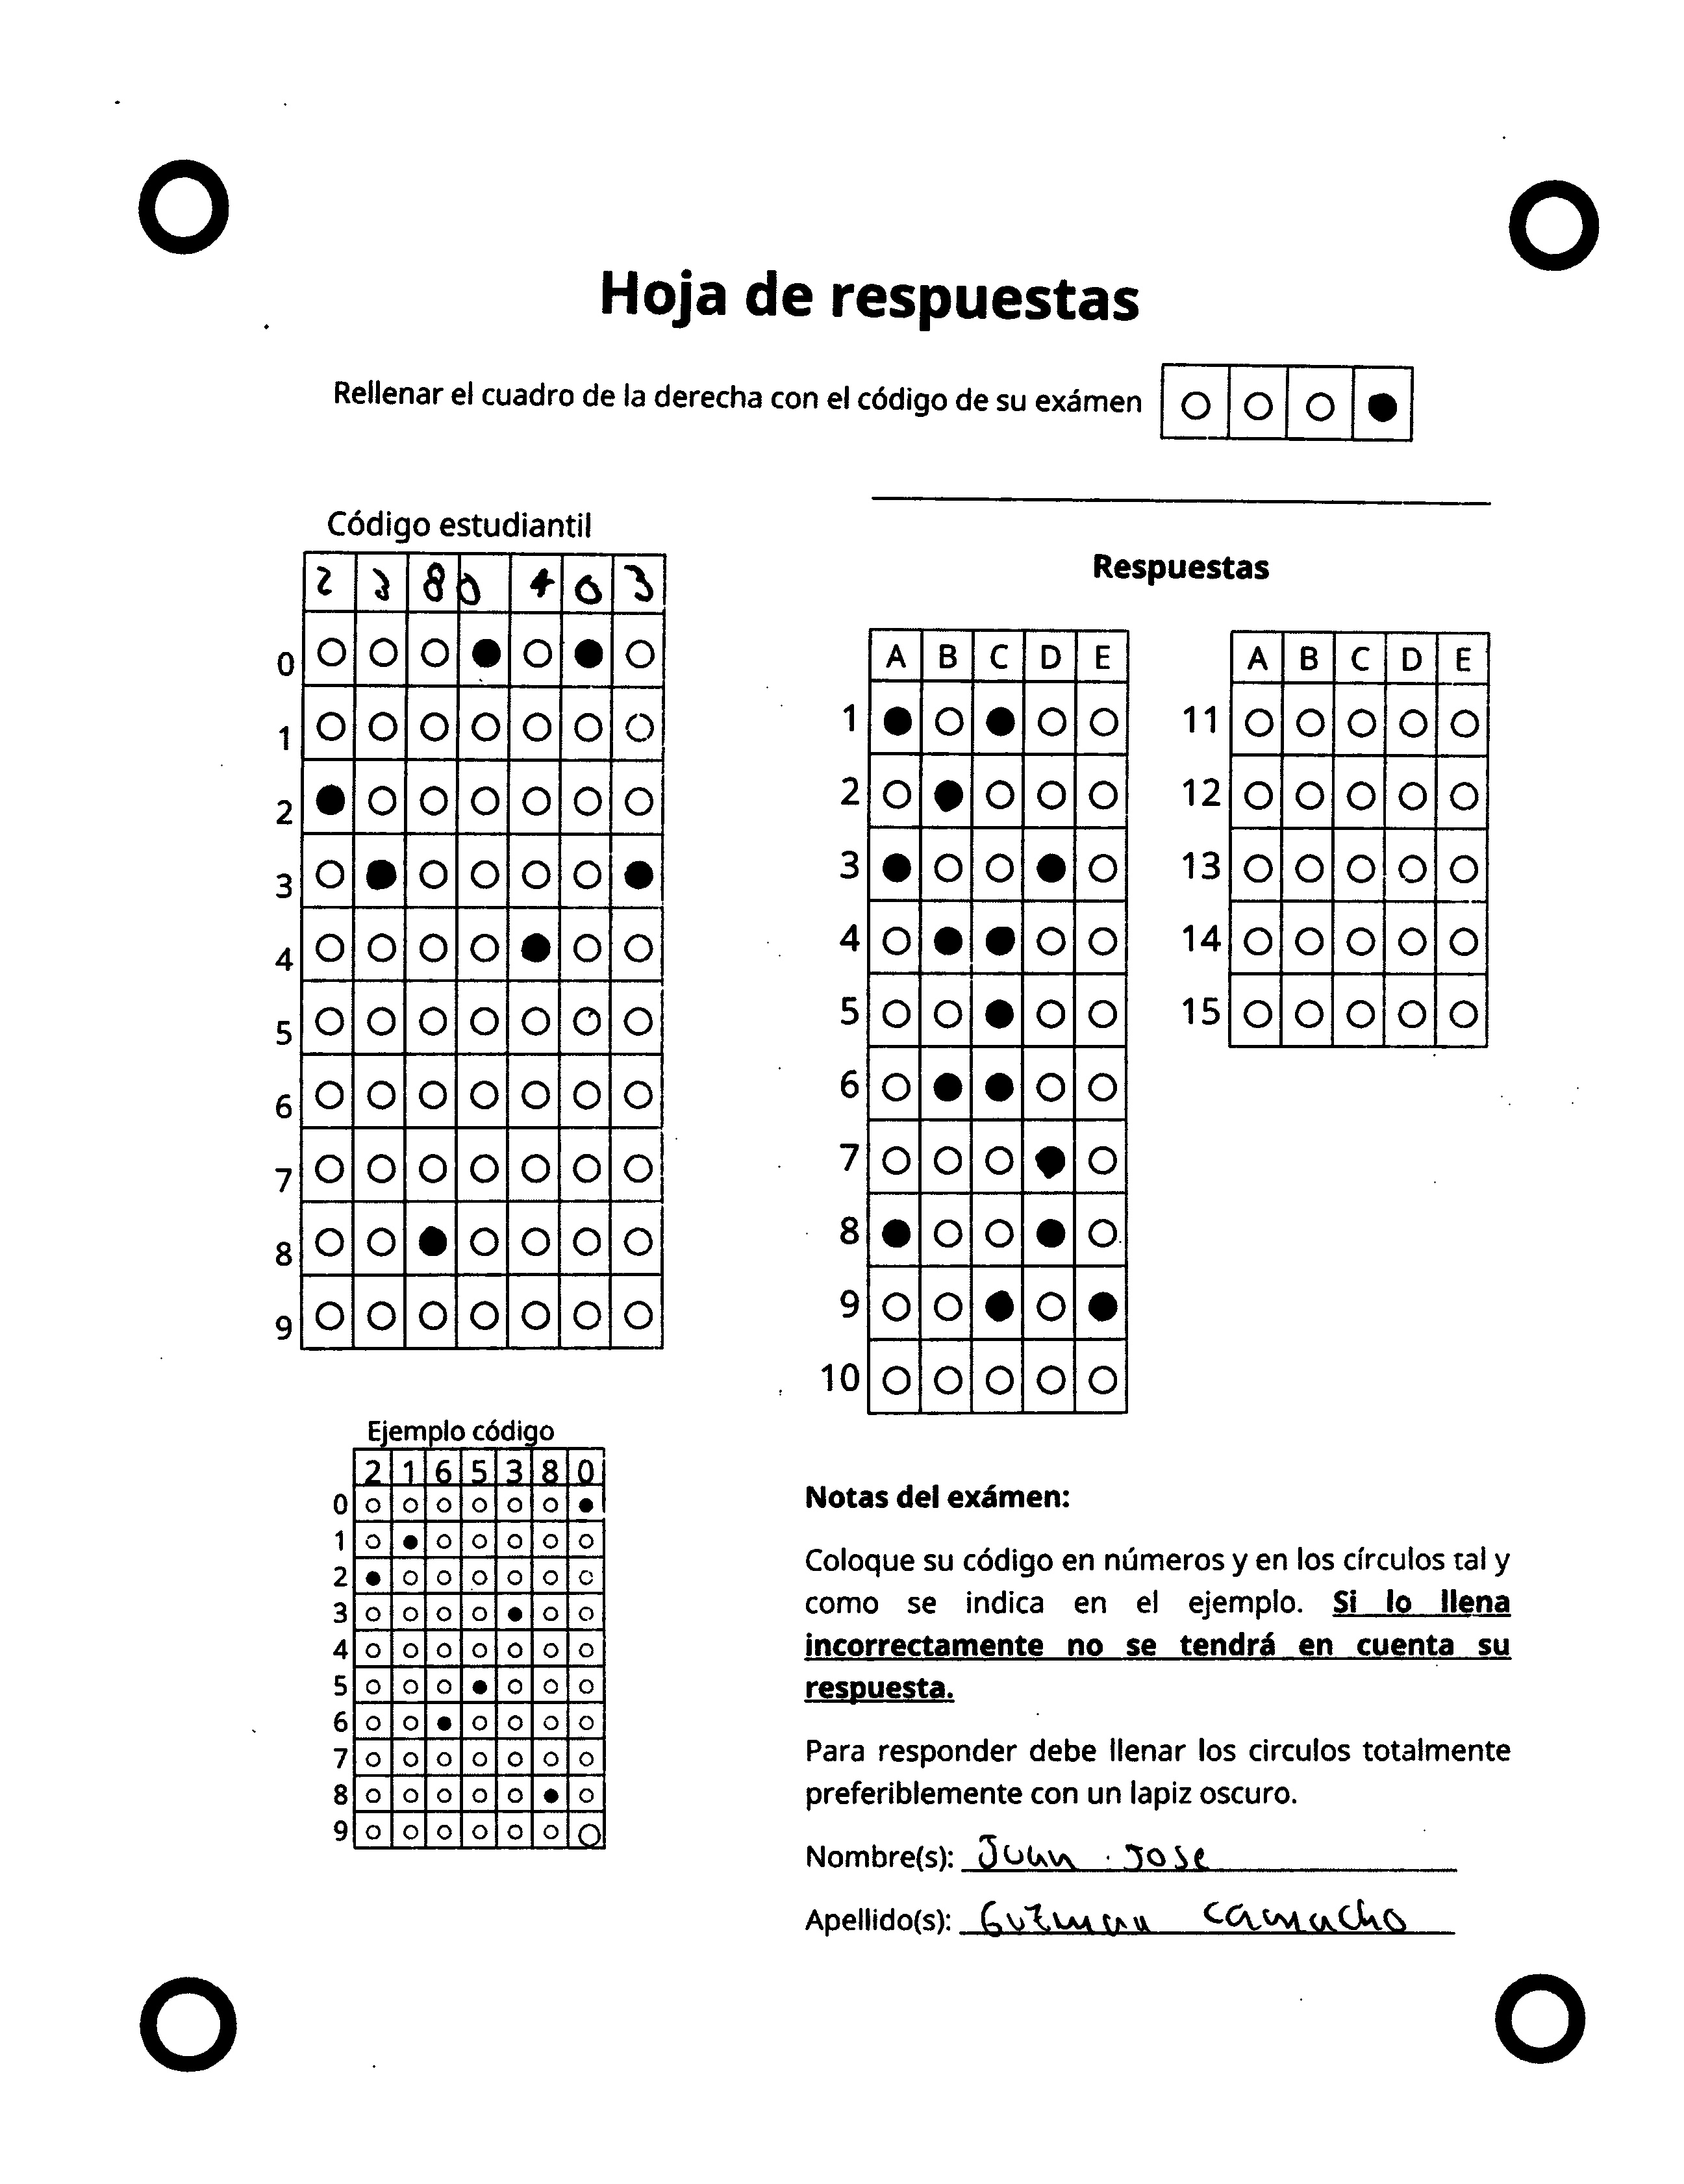 Hoja de respuestas
Rellenar el cuadro de la derecha con el código de su exámen
Código estudiantil
2 3 8 0 4 0 3
0
1
2
3
4
5
6
7
8
9
Respuestas
A B C D E
1
2
3
4
5
6
7
8
9
10
A B C D E
11
12
13
14
15
Ejemplo código
2 1 6 5 3 8 0
0
1
2
3
4
5
6
7
8
9
Notas del exámen:
Coloque su código en números y en los círculos tal y
como se indica en el ejemplo. Si lo llena
incorrectamente no se tendrá en cuenta su
respuesta.
Para responder debe llenar los circulos totalmente
preferiblemente con un lapiz oscuro.
Nombre(s): Juan Jose
Apellido(s): Guzman Camacho